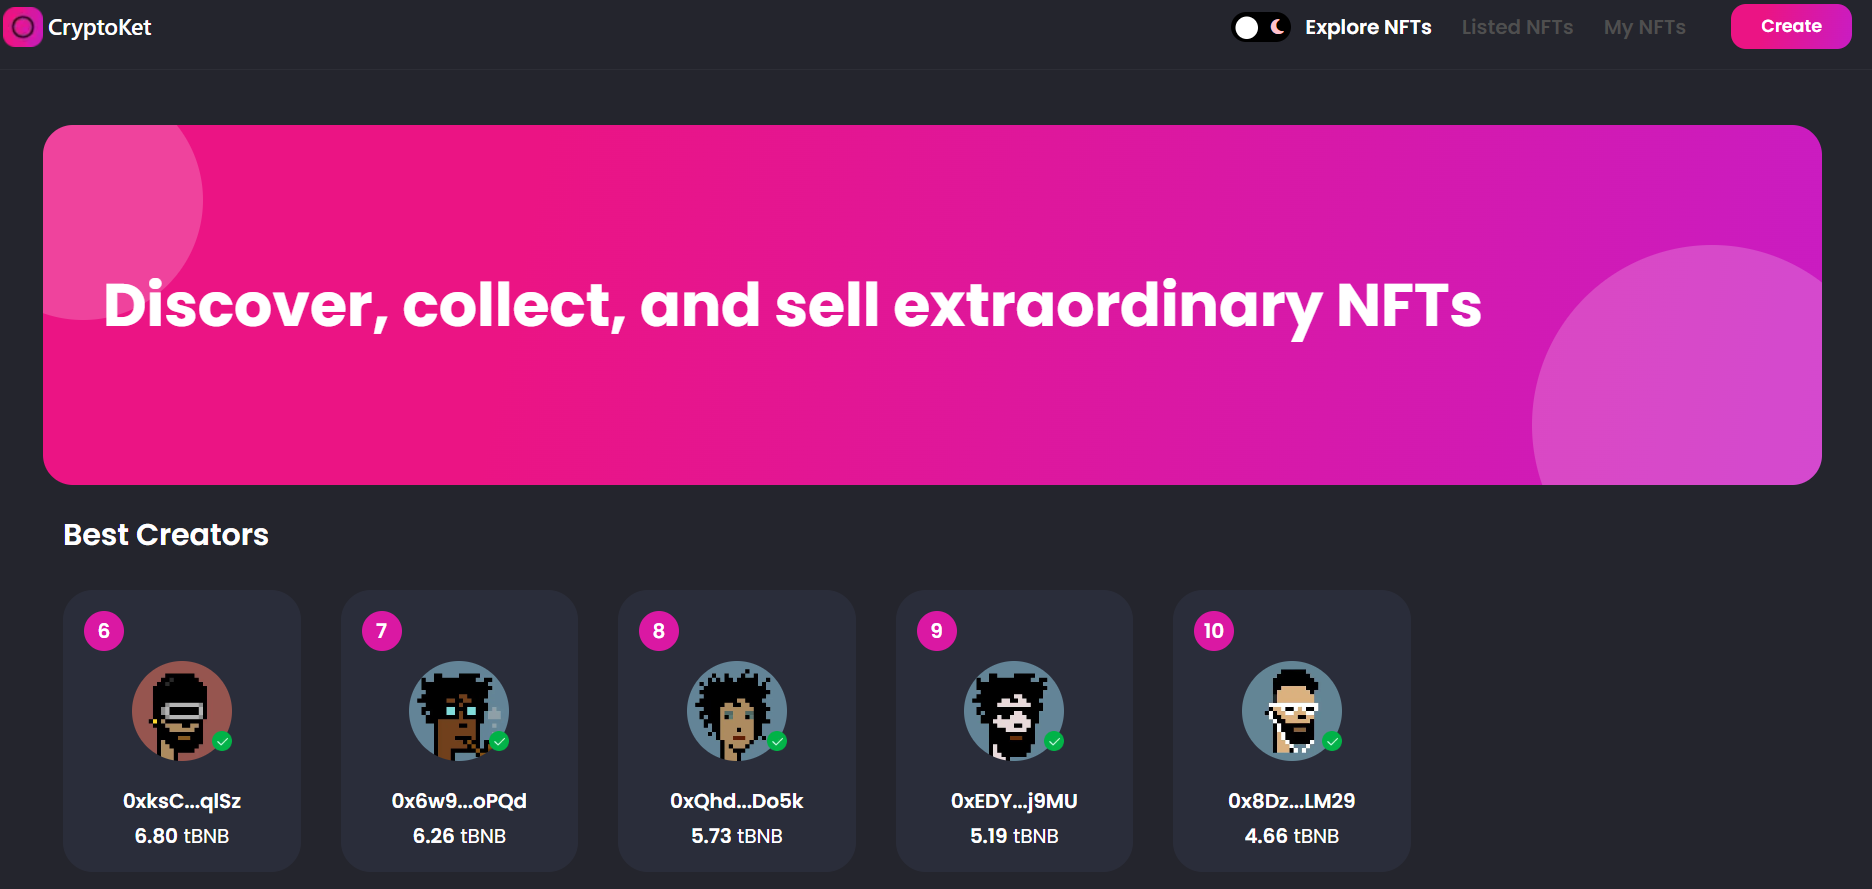 CryptoKet
Explore NFTs
Listed NFTs
My NFTs
Create
Discover, collect, and sell extraordinary NFTs
Best Creators
6
0xksC...qlSz
6.80 tBNB
7
0x6w9...oPQd
6.26 tBNB
8
0xQhd...Do5k
5.73 tBNB
9
0xEDY...j9MU
5.19 tBNB
10
0x8Dz...LM29
4.66 tBNB